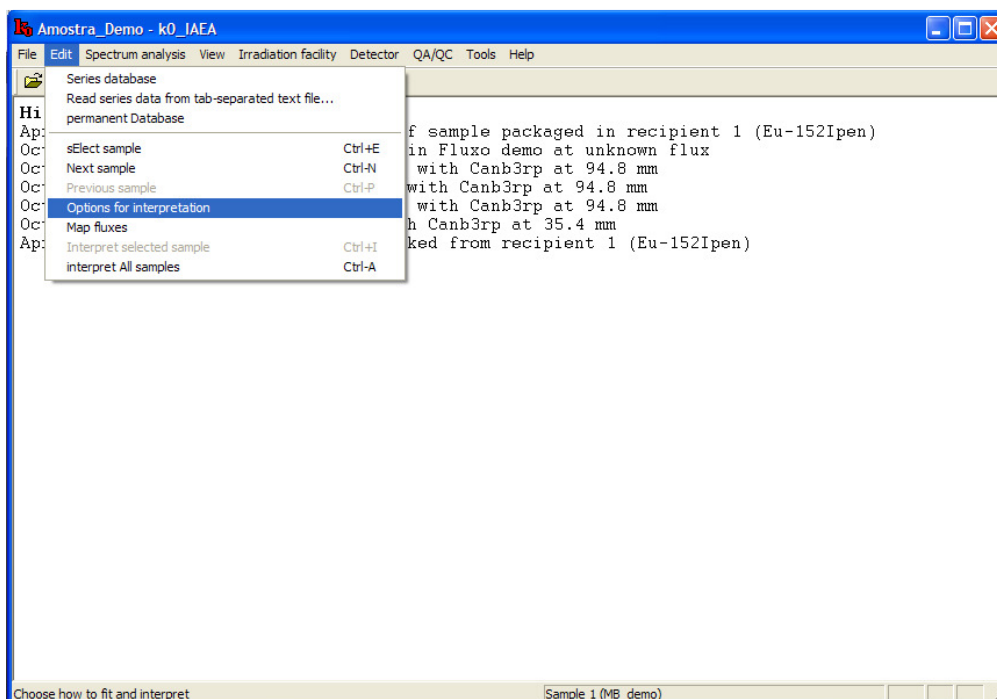 Amostra_Demo - k0_IAEA
File Edit Spectrum analysis View Irradiation facility Detector QA/QC Tools Help
Series database
Read series data from tab-separated text file...
permanent Database
sElect sample Ctrl+E
Next sample Ctrl-N
Previous sample Ctrl-P
Options for interpretation
Map fluxes
Interpret selected sample Ctrl+I
interpret All samples Ctrl-A
Hi
Ap f sample packaged in recipient 1 (Eu-152Ipen)
Oc in Fluxo demo at unknown flux
Oc with Canb3rp at 94.8 mm
Oc with Canb3rp at 94.8 mm
Oc with Canb3rp at 94.8 mm
Oc h Canb3rp at 35.4 mm
Ap ked from recipient 1 (Eu-152Ipen)
Choose how to fit and interpret
Sample 1 (MB_demo)